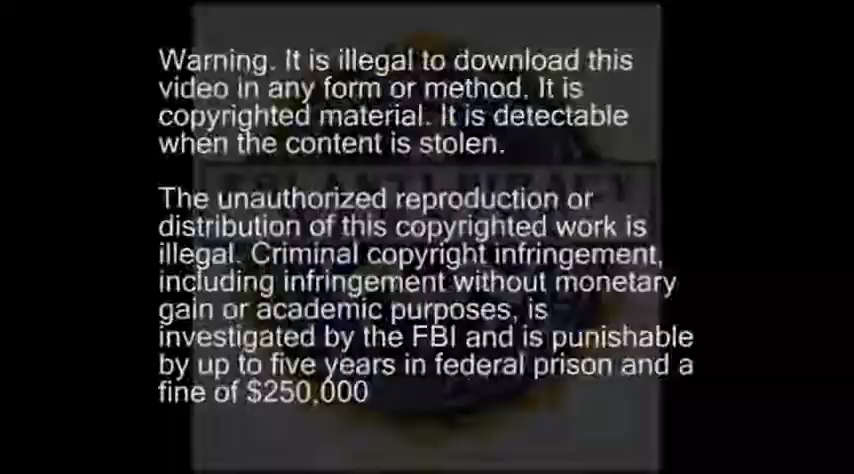 Warning. It is illegal to download this
video in any form or method. It is
copyrighted material. It is detectable
when the content is stolen.
The unauthorized reproduction or
distribution of this copyrighted work is
illegal. Criminal copyright infringement,
including infringement without monetary
gain or academic purposes, is
investigated by the FBI and is punishable
by up to five years in federal prison and a
fine of $250,000